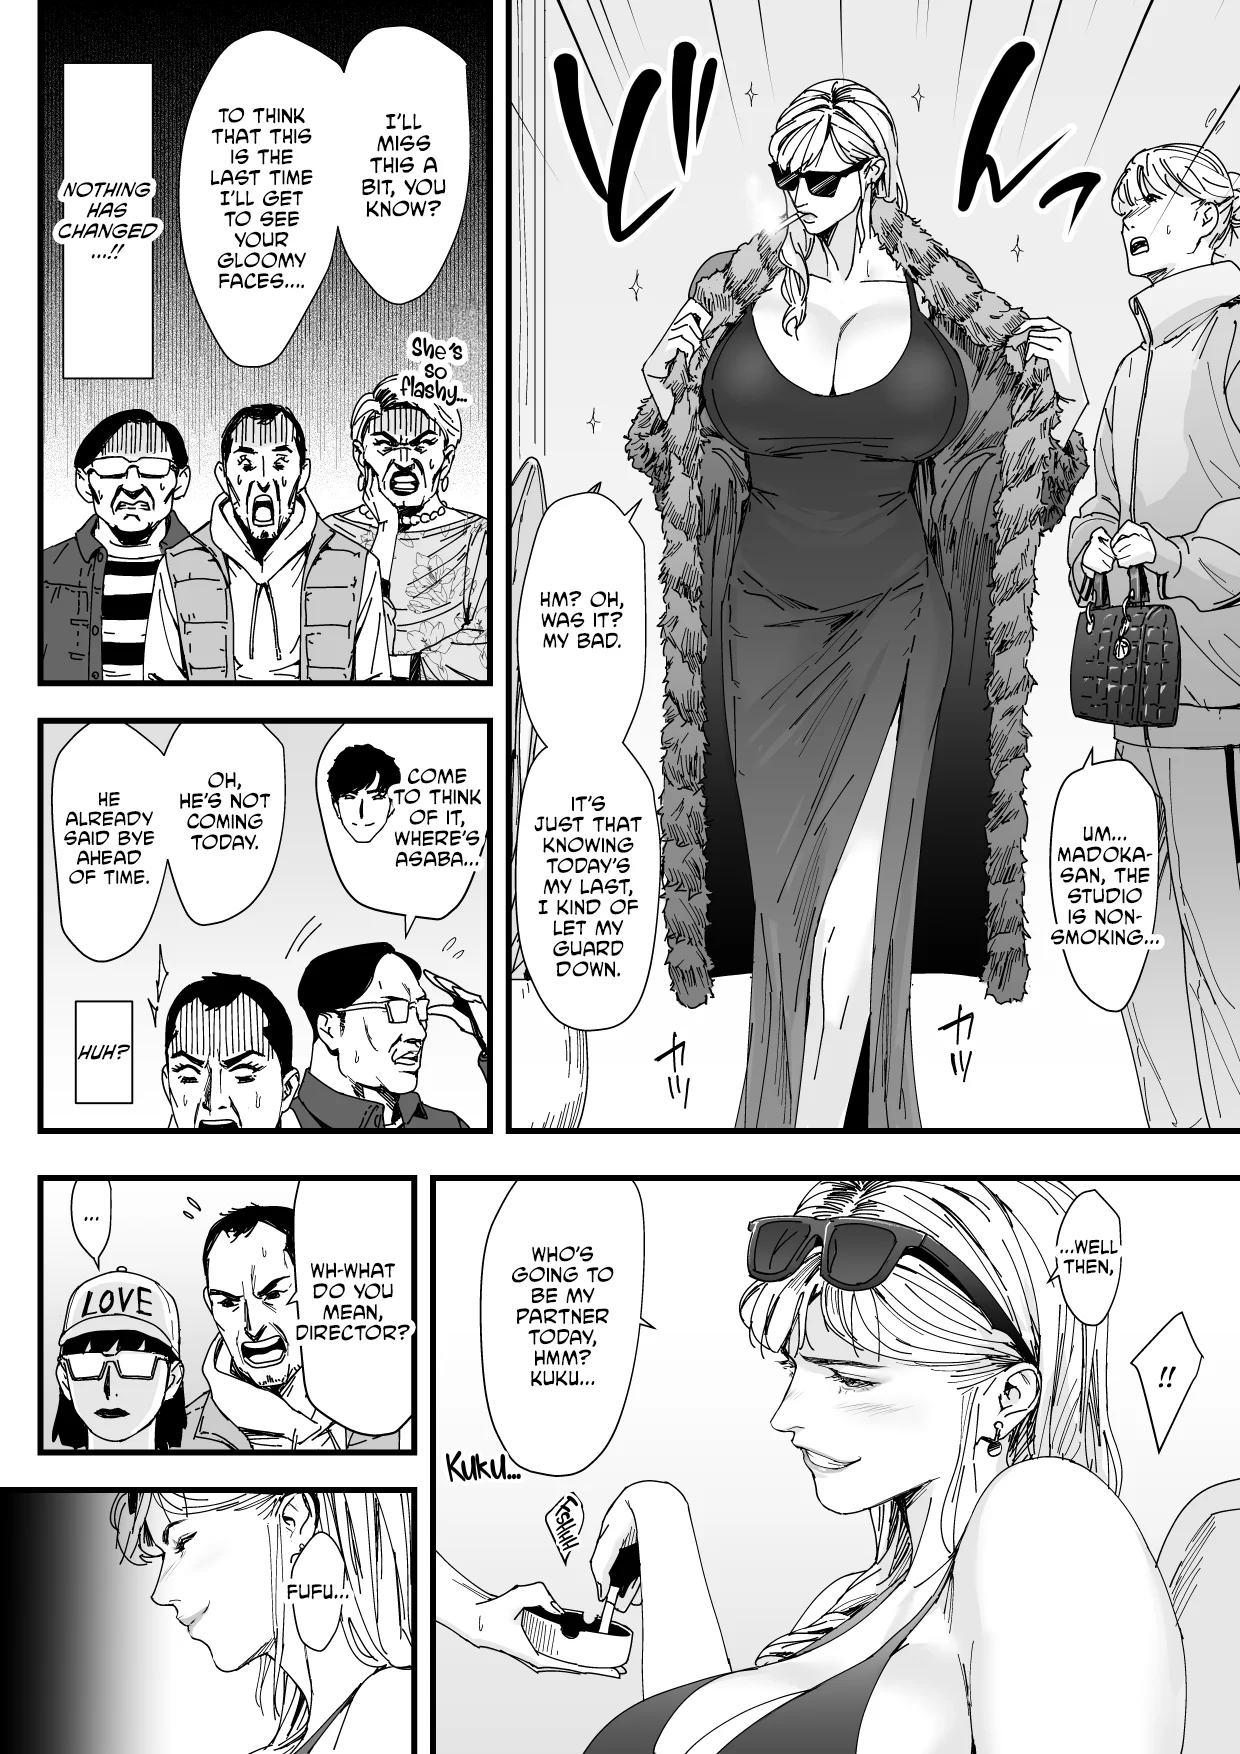 ド
ん
っ
UM...
MADOKA-
SAN, THE
STUDIO
IS NON-
SMOKING...
HM? OH,
WAS IT?
MY BAD.
IT'S
JUST THAT
KNOWING
TODAY'S
MY LAST,
I KIND OF
LET MY
GUARD
DOWN.
カッ
カッ
I'LL
MISS
THIS A
BIT, YOU
KNOW?
TO THINK
THAT THIS
IS THE
LAST TIME
I'LL GET
TO SEE
YOUR
GLOOMY
FACES....
She's
so
flashy...
NOTHING
HAS
CHANGED
...!!
COME
TO THINK
OF IT,
WHERE'S
ASABA...
OH,
HE'S NOT
COMING
TODAY.
HE
ALREADY
SAID BYE
AHEAD
OF TIME.
HUH?
!!
...WELL
THEN,
WHO'S
GOING TO
BE MY
PARTNER
TODAY,
HMM?
KUKU...
KUKU...
FSHHH
WH-WHAT
DO YOU
MEAN,
DIRECTOR?
...
LOVE
FUFU...